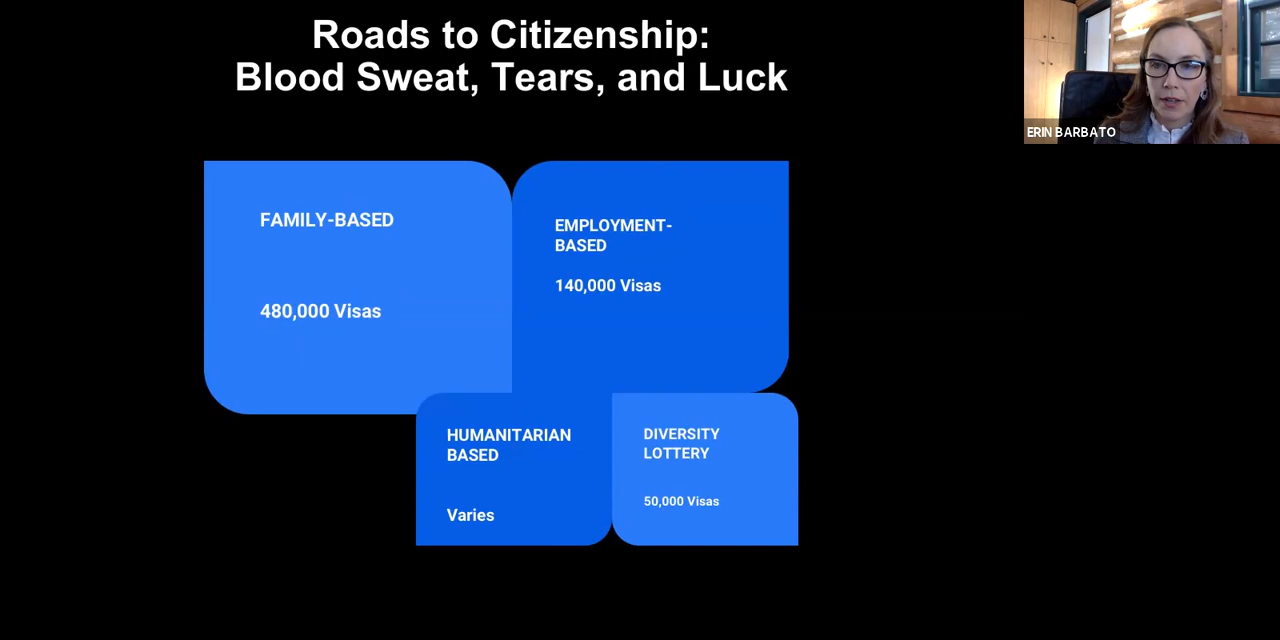 Roads to Citizenship:
Blood Sweat, Tears, and Luck
ERIN BARBATO
FAMILY-BASED
480,000 Visas
EMPLOYMENT-
BASED
140,000 Visas
HUMANITARIAN
BASED
Varies
DIVERSITY
LOTTERY
50,000 Visas